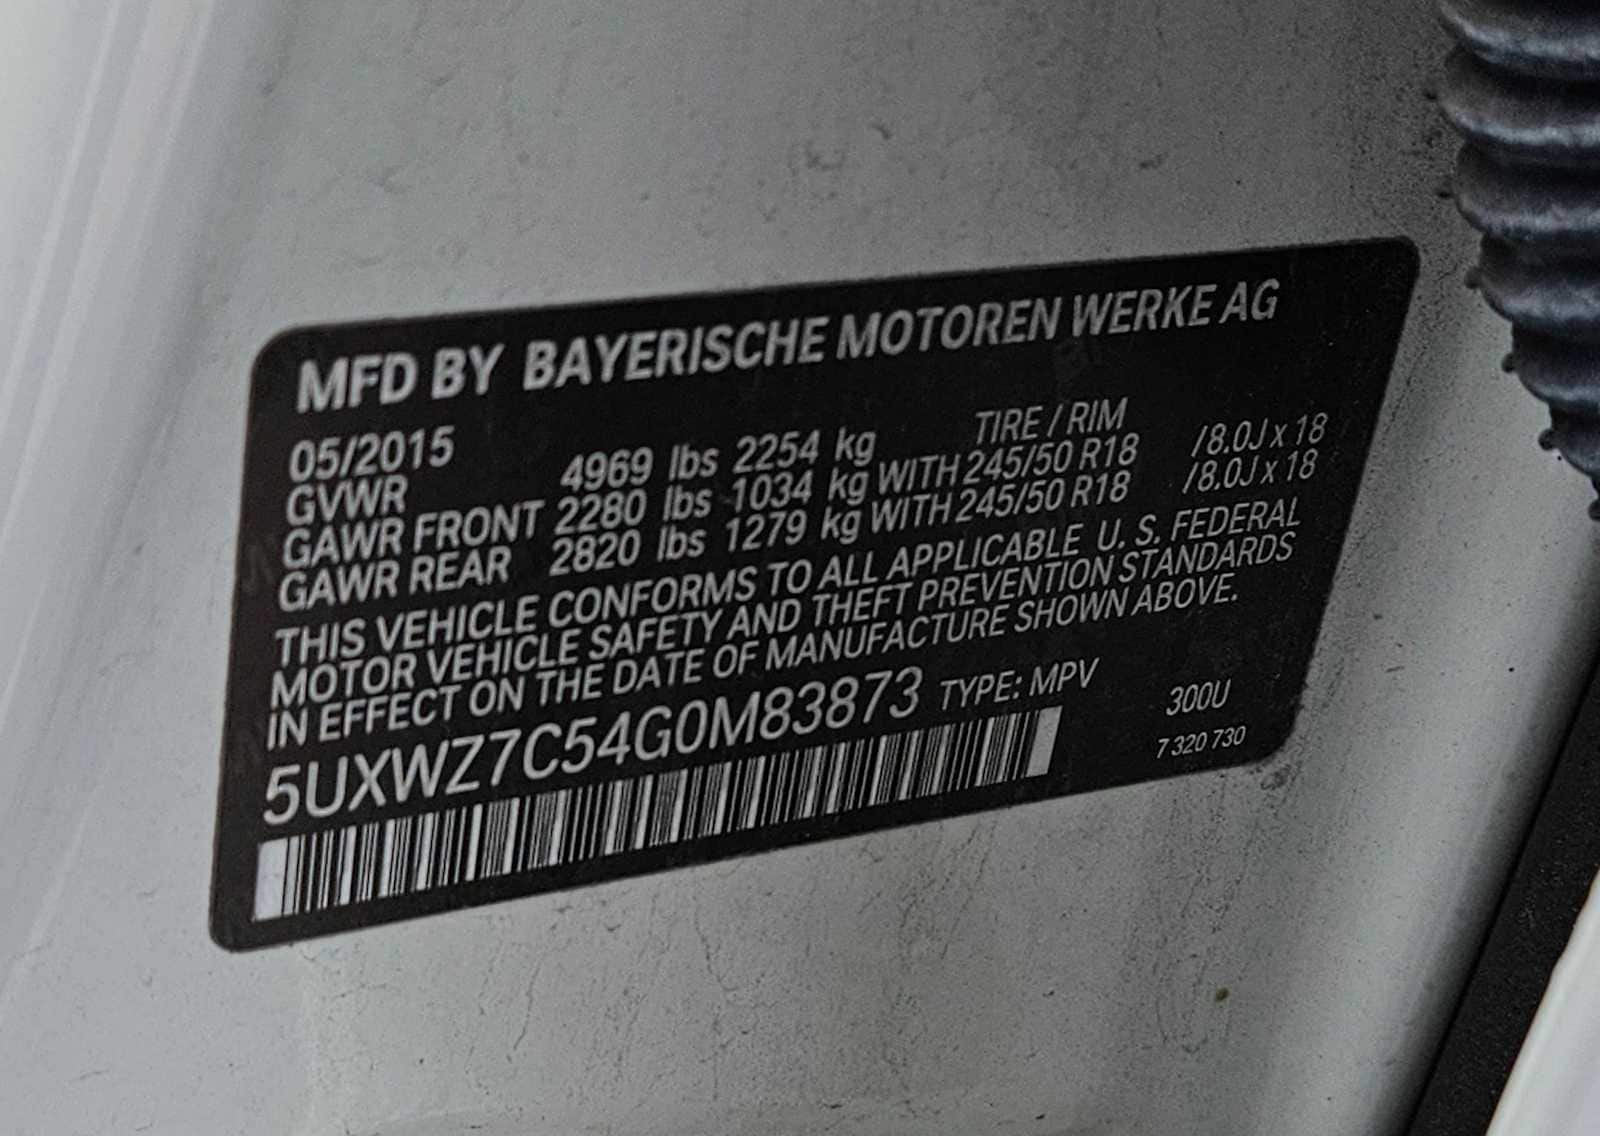 MFD BY BAYERISCHE MOTOREN WERKE AG
05/2015 TIRE / RIM
GVWR 4969 lbs 2254 kg
GAWR FRONT 2280 lbs 1034 kg WITH 245/50 R18 /8.0J x 18
GAWR REAR 2820 lbs 1279 kg WITH 245/50 R18 /8.0J x 18
THIS VEHICLE CONFORMS TO ALL APPLICABLE U. S. FEDERAL
MOTOR VEHICLE SAFETY AND THEFT PREVENTION STANDARDS
IN EFFECT ON THE DATE OF MANUFACTURE SHOWN ABOVE.
5UXWZ7C54G0M83873 TYPE: MPV 300U
7 320 730